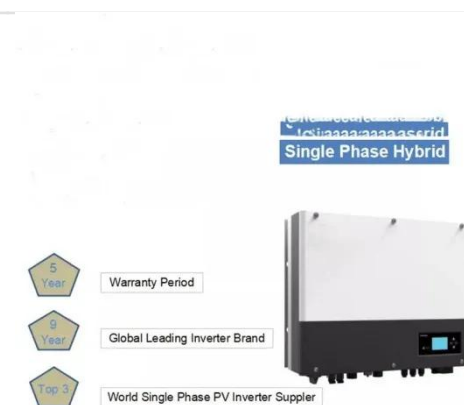 Single Phase Hybrid
5
Year
Warranty Period
9
Year
Global Leading Inverter Brand
Top 3
World Single Phase PV Inverter Suppler